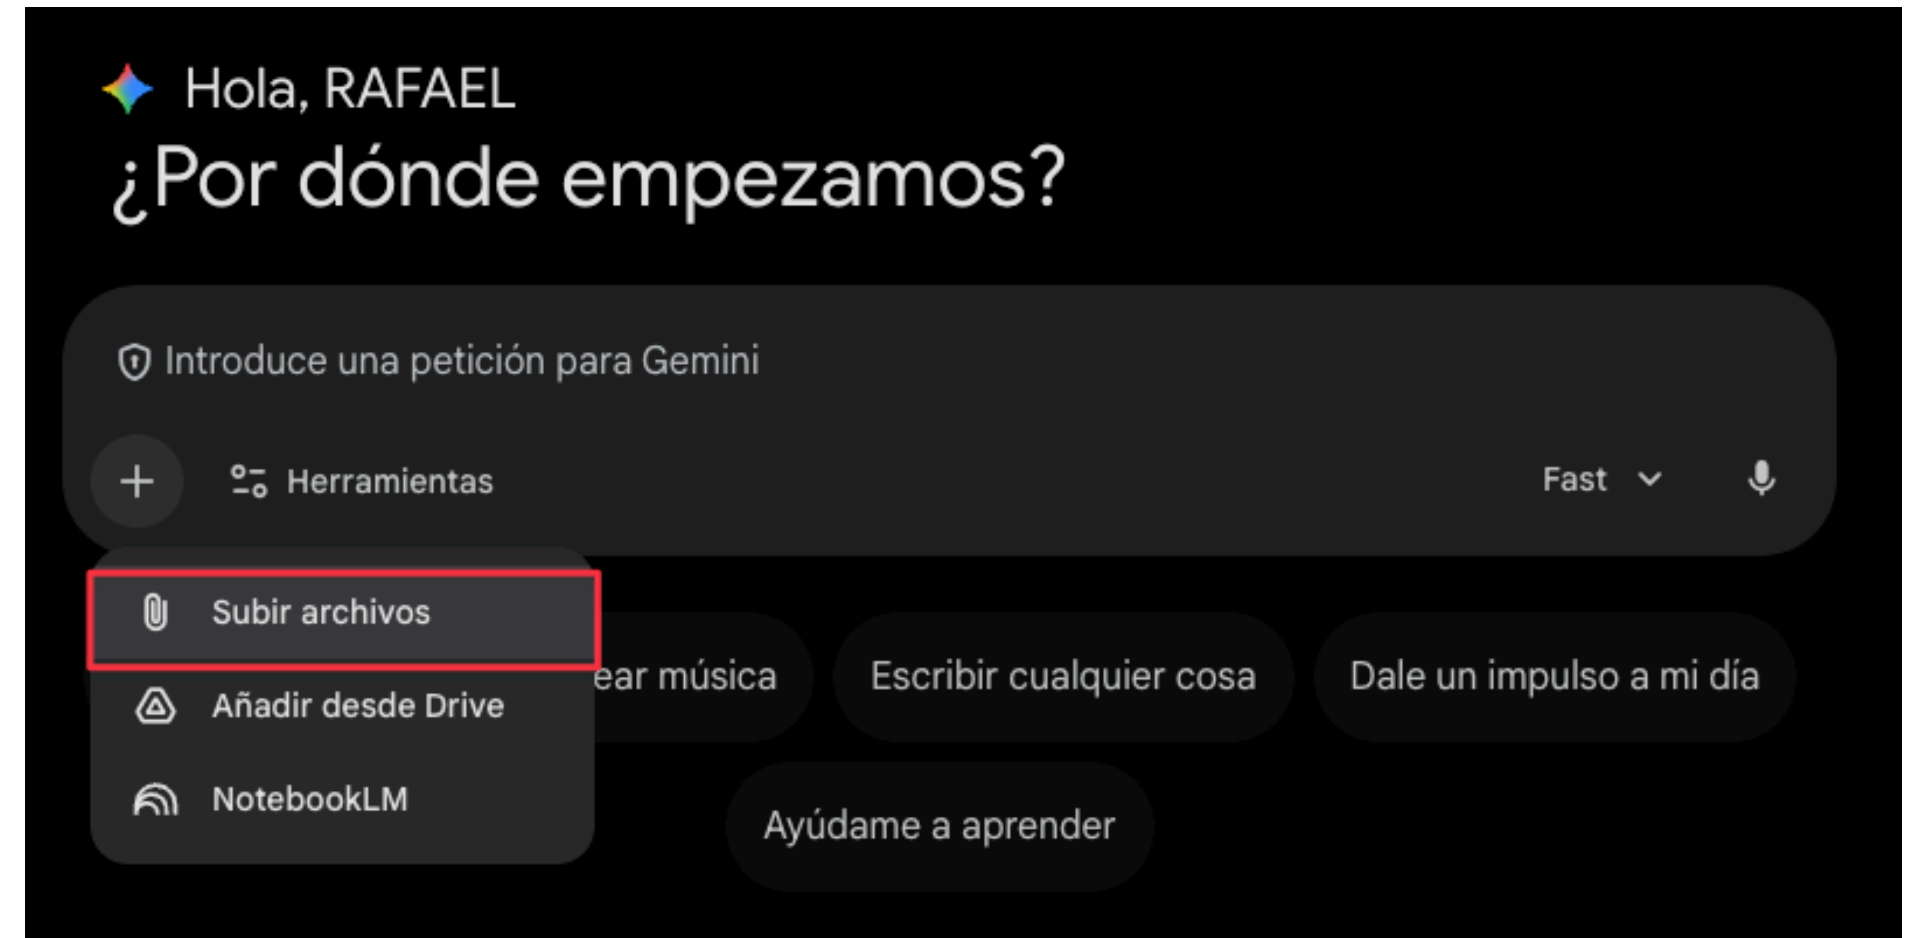 Hola, RAFAEL
¿Por dónde empezamos?
Introduce una petición para Gemini
Herramientas
Fast
Subir archivos
Añadir desde Drive
NotebookLM
ear música
Escribir cualquier cosa
Dale un impulso a mi día
Ayúdame a aprender